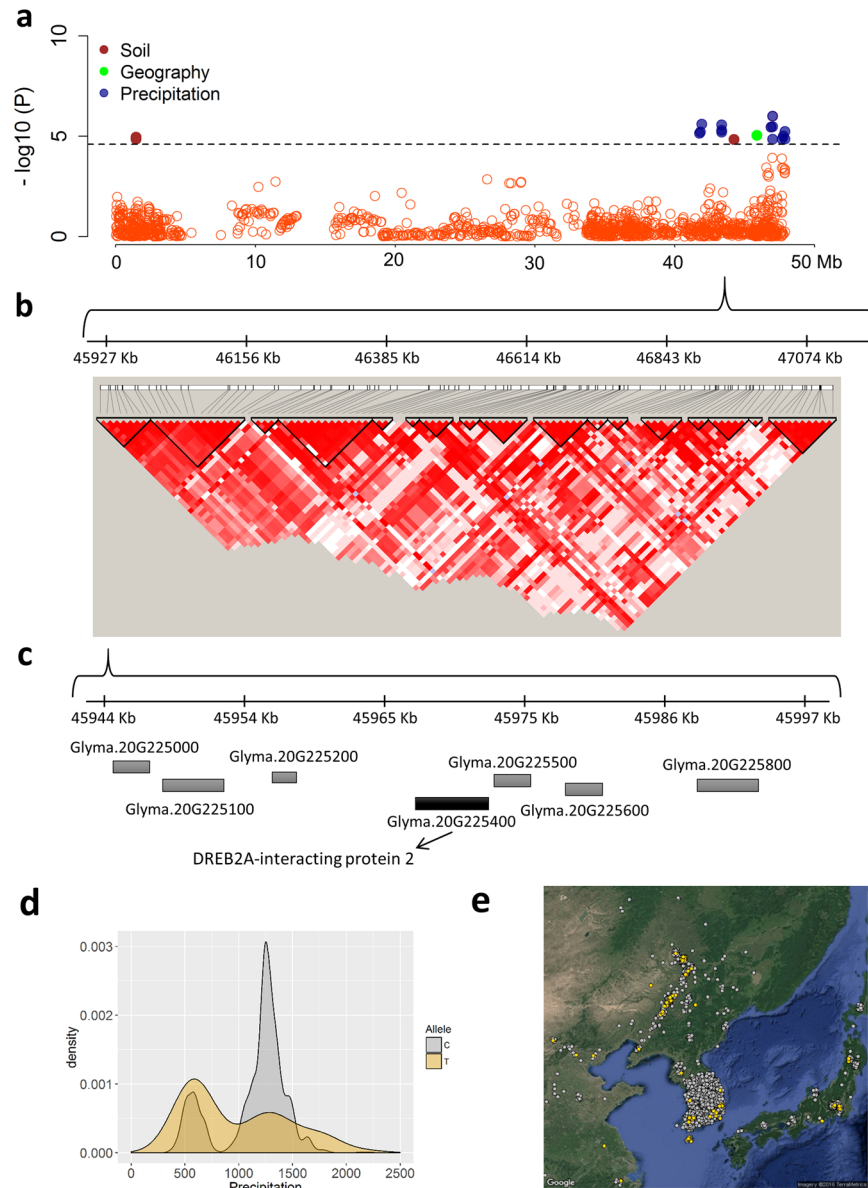 a
10
Soil
Geography
Precipitation
5
- log10 (P)
0
0
10
20
30
40
50 Mb
b
45927 Kb
46156 Kb
46385 Kb
46614 Kb
46843 Kb
47074 Kb
c
45944 Kb
45954 Kb
45965 Kb
45975 Kb
45986 Kb
45997 Kb
Glyma.20G225000
Glyma.20G225200
Glyma.20G225500
Glyma.20G225800
Glyma.20G225100
Glyma.20G225400
Glyma.20G225600
DREB2A-interacting protein 2
d
0.003
0.002
0.001
0.000
density
Allele
C
T
0
500
1000
1500
2000
2500
Precipitation
e
Google
Imagery ©2016 TerraMetrics